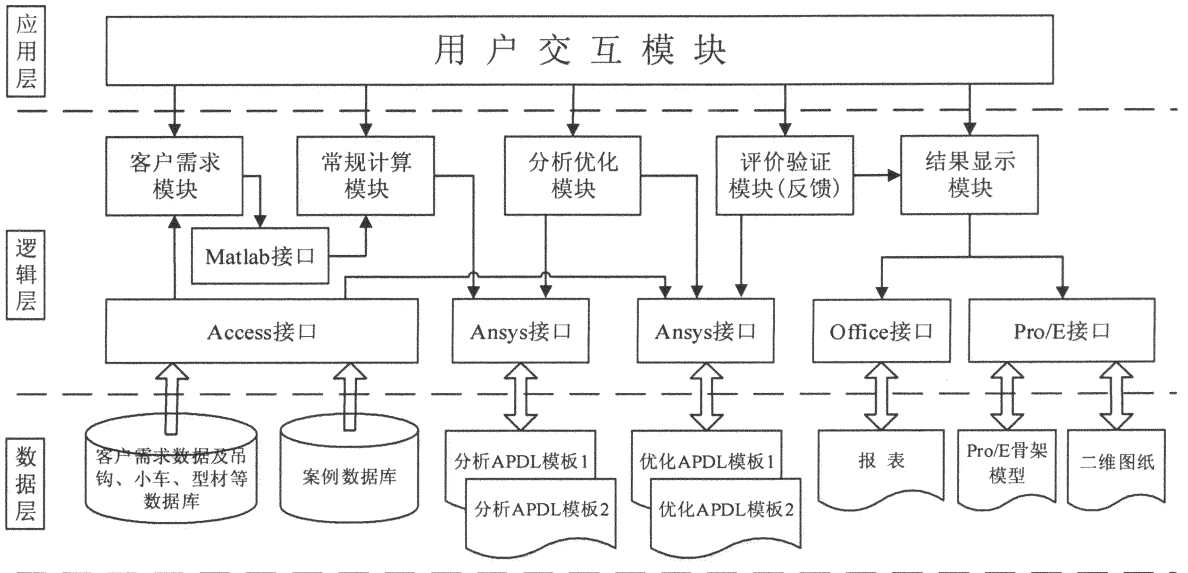 应
用
层
用户交互模块
客户需求
模块
常规计算
模块
分析优化
模块
评价验证
模块(反馈)
结果显示
模块
逻
辑
层
Matlab接口
Access接口
Ansys接口
Ansys接口
Office接口
Pro/E接口
数
据
层
客户需求数据及吊
钩、小车、型材等
数据库
案例数据库
分析APDL模板1
分析APDL模板2
优化APDL模板1
优化APDL模板2
报 表
Pro/E骨架
模型
二维图纸